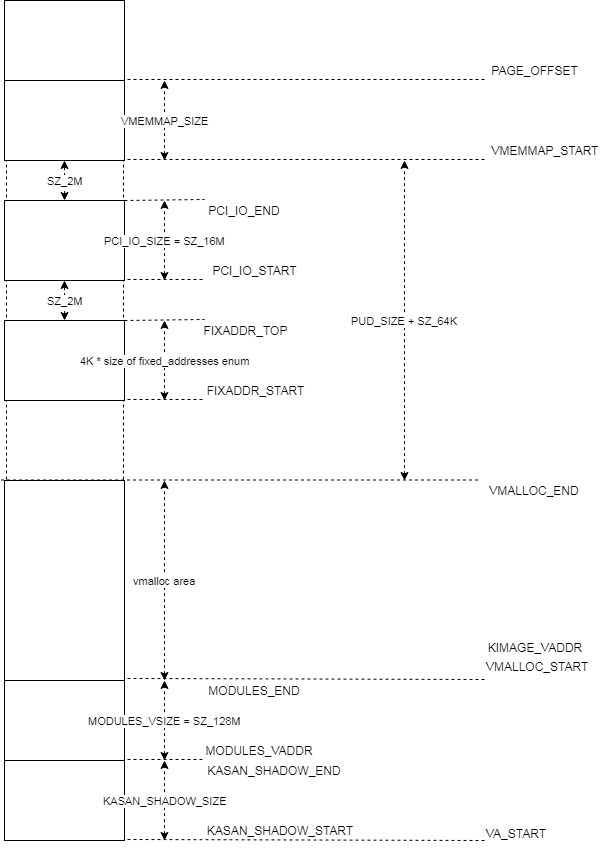 PAGE_OFFSET
VMEMMAP_SIZE
VMEMMAP_START
SZ_2M
PCI_IO_END
PCI_IO_SIZE = SZ_16M
PCI_IO_START
SZ_2M
PUD_SIZE + SZ_64K
FIXADDR_TOP
4K * size of fixed_addresses enum
FIXADDR_START
VMALLOC_END
vmalloc area
KIMAGE_VADDR
VMALLOC_START
MODULES_END
MODULES_VSIZE = SZ_128M
MODULES_VADDR
KASAN_SHADOW_END
KASAN_SHADOW_SIZE
KASAN_SHADOW_START
VA_START